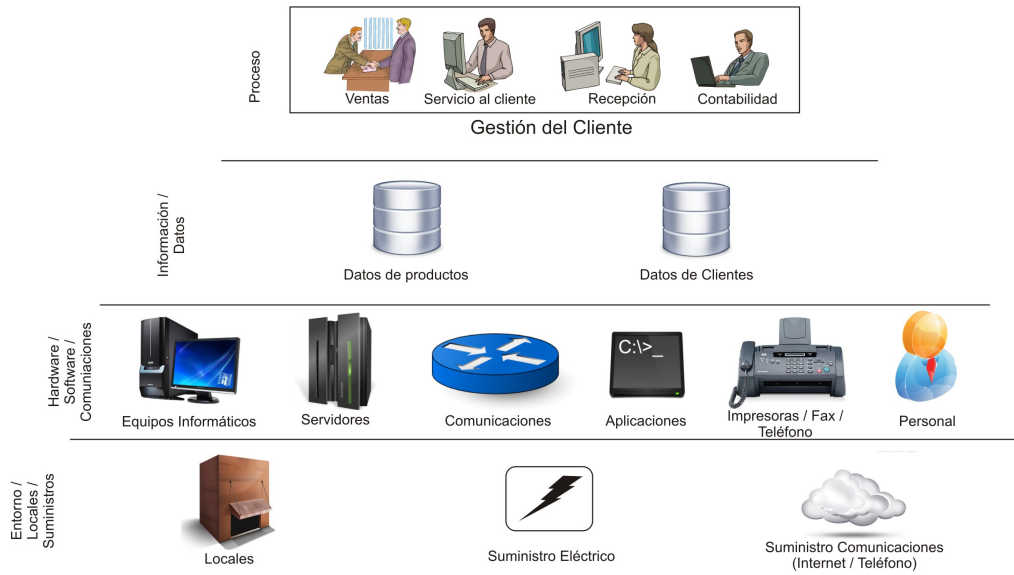 Proceso
Ventas
Servicio al cliente
Recepción
Contabilidad
Gestión del Cliente
Información /
Datos
Datos de productos
Datos de Clientes
Hardware /
Software /
Comuniaciones
Equipos Informáticos
Servidores
Comunicaciones
C:\>_
Aplicaciones
Impresoras / Fax /
Teléfono
Personal
Entorno /
Locales /
Suministros
Locales
Suministro Eléctrico
Suministro Comunicaciones
(Internet / Teléfono)